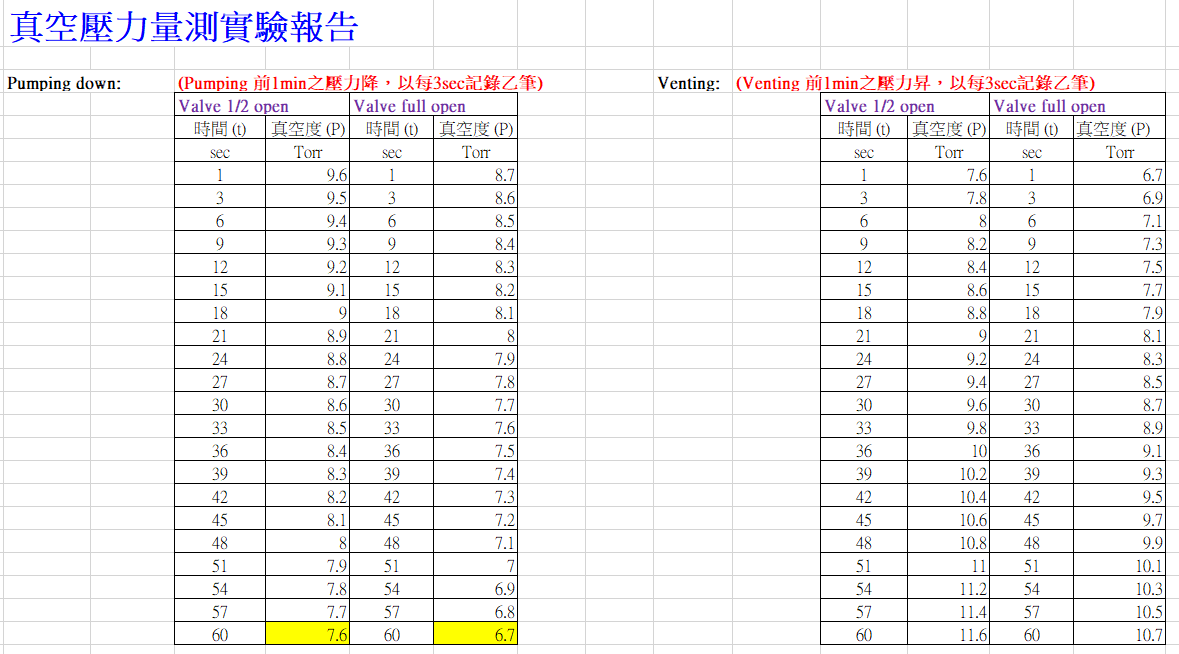 真空壓力量測實驗報告
Pumping down: (Pumping 前1min之壓力降，以每3sec記錄乙筆) Venting: (Venting 前1min之壓力昇，以每3sec記錄乙筆)
Valve 1/2 open Valve full open Valve 1/2 open Valve full open
時間 (t) 真空度 (P) 時間 (t) 真空度 (P) 時間 (t) 真空度 (P) 時間 (t) 真空度 (P)
sec Torr sec Torr sec Torr sec Torr
1 9.6 1 8.7 1 7.6 1 6.7
3 9.5 3 8.6 3 7.8 3 6.9
6 9.4 6 8.5 6 8 6 7.1
9 9.3 9 8.4 9 8.2 9 7.3
12 9.2 12 8.3 12 8.4 12 7.5
15 9.1 15 8.2 15 8.6 15 7.7
18 9 18 8.1 18 8.8 18 7.9
21 8.9 21 8 21 9 21 8.1
24 8.8 24 7.9 24 9.2 24 8.3
27 8.7 27 7.8 27 9.4 27 8.5
30 8.6 30 7.7 30 9.6 30 8.7
33 8.5 33 7.6 33 9.8 33 8.9
36 8.4 36 7.5 36 10 36 9.1
39 8.3 39 7.4 39 10.2 39 9.3
42 8.2 42 7.3 42 10.4 42 9.5
45 8.1 45 7.2 45 10.6 45 9.7
48 8 48 7.1 48 10.8 48 9.9
51 7.9 51 7 51 11 51 10.1
54 7.8 54 6.9 54 11.2 54 10.3
57 7.7 57 6.8 57 11.4 57 10.5
60 7.6 60 6.7 60 11.6 60 10.7